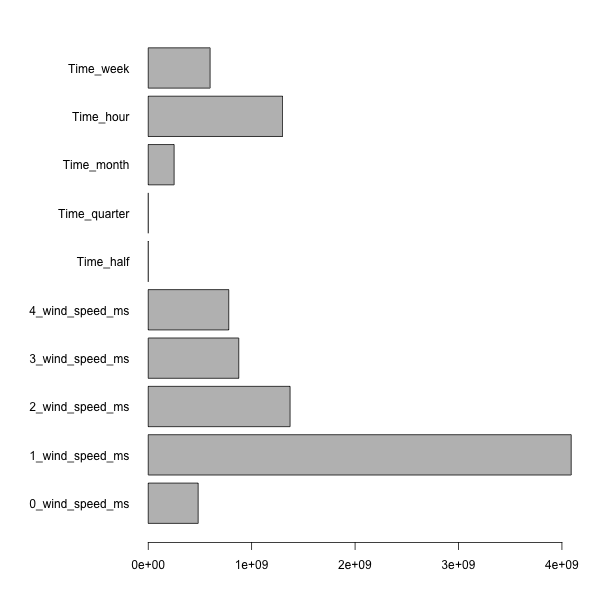 Time_week
Time_hour
Time_month
Time_quarter
Time_half
4_wind_speed_ms
3_wind_speed_ms
2_wind_speed_ms
1_wind_speed_ms
0_wind_speed_ms
0e+00 1e+09 2e+09 3e+09 4e+09